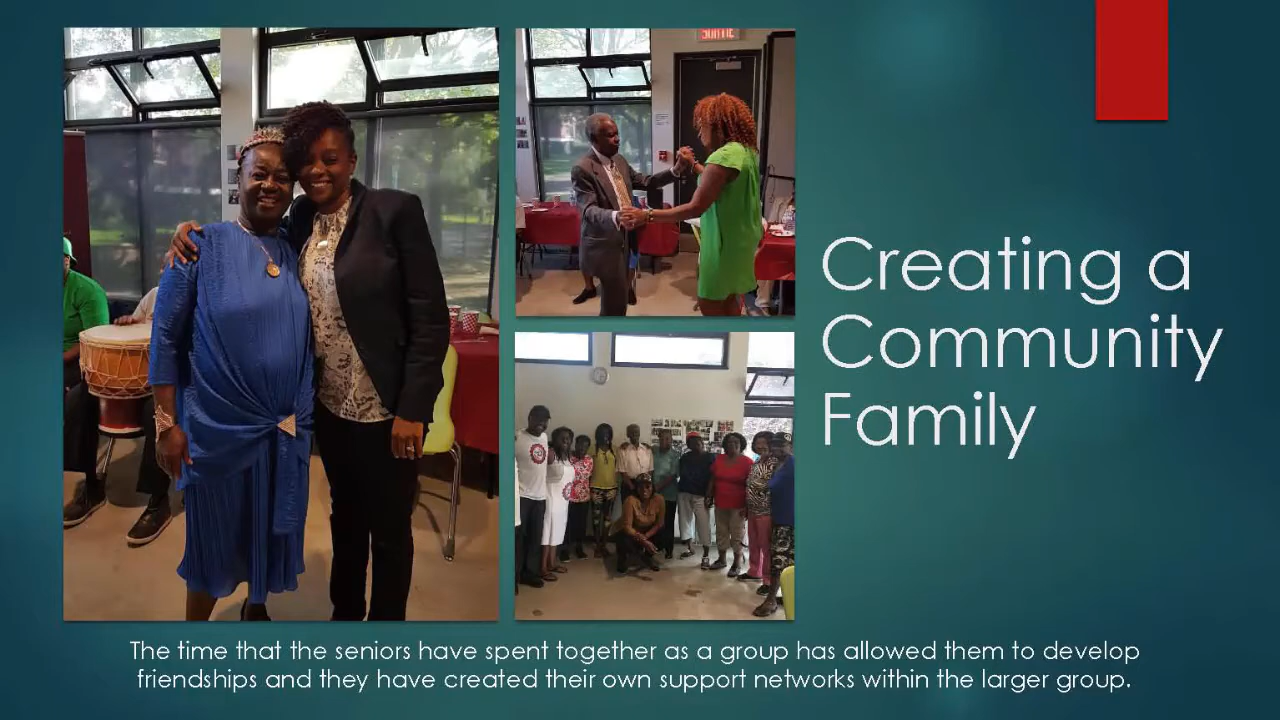 SORTIE
Creating a
Community
Family
The time that the seniors have spent together as a group has allowed them to develop
friendships and they have created their own support networks within the larger group.